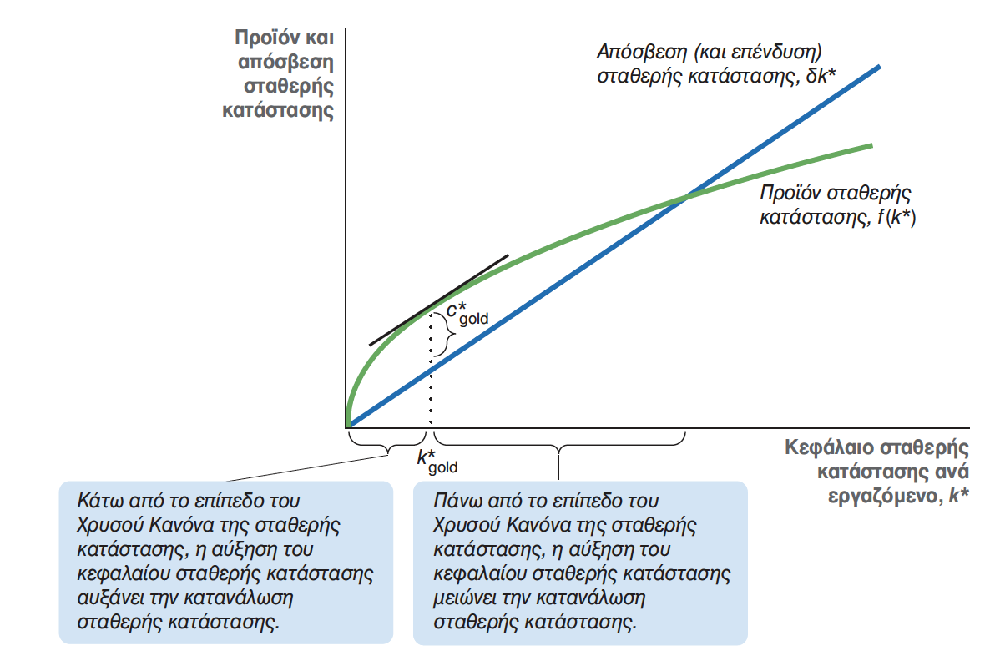 Προϊόν και
απόσβεση
σταθερής
κατάστασης
Απόσβεση (και επένδυση)
σταθερής κατάστασης, δk*
Προϊόν σταθερής
κατάστασης, f(k*)
c*gold
k*gold
Κεφάλαιο σταθερής
κατάστασης ανά
εργαζόμενο, k*
Κάτω από το επίπεδο του
Χρυσού Κανόνα της σταθερής
κατάστασης, η αύξηση του
κεφαλαίου σταθερής κατάστασης
αυξάνει την κατανάλωση
σταθερής κατάστασης.
Πάνω από το επίπεδο του
Χρυσού Κανόνα της σταθερής
κατάστασης, η αύξηση του
κεφαλαίου σταθερής κατάστασης
μειώνει την κατανάλωση
σταθερής κατάστασης.